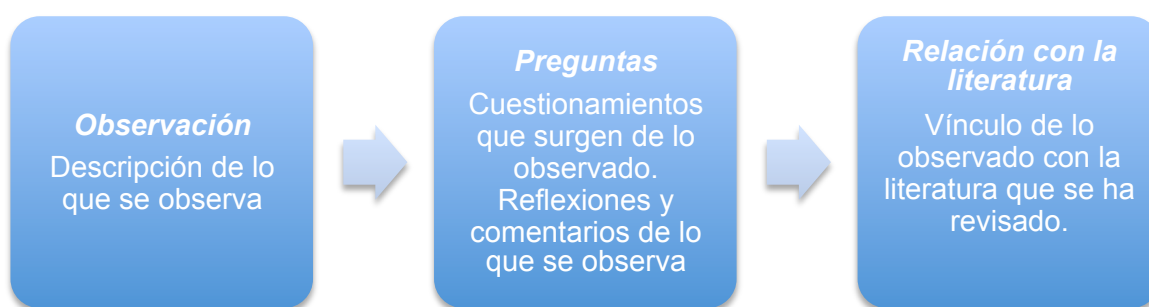 Observación
Descripción de lo
que se observa
Preguntas
Cuestionamientos
que surgen de lo
observado.
Reflexiones y
comentarios de lo
que se observa
Relación con la
literatura
Vínculo de lo
observado con la
literatura que se ha
revisado.